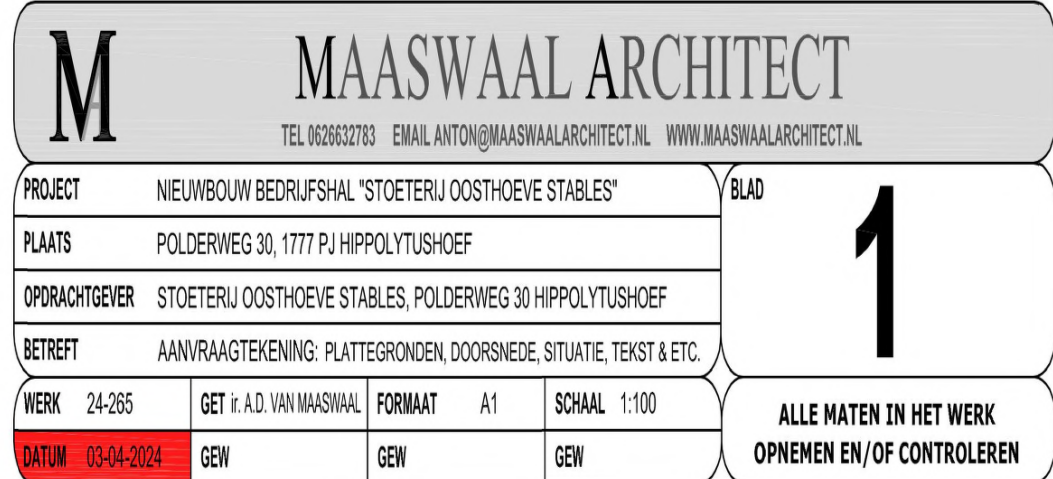 MA
MAASWAAL ARCHITECT
TEL 0626632783 EMAIL ANTON@MAASWAALARCHITECT.NL WWW.MAASWAALARCHITECT.NL
PROJECT NIEUWBOUW BEDRIJFSHAL "STOETERIJ OOSTHOEVE STABLES"
PLAATS POLDERWEG 30, 1777 PJ HIPPOLYTUSHOEF
OPDRACHTGEVER STOETERIJ OOSTHOEVE STABLES, POLDERWEG 30 HIPPOLYTUSHOEF
BETREFT AANVRAAGTEKENING: PLATTEGRONDEN, DOORSNEDE, SITUATIE, TEKST & ETC.
BLAD
1
WERK 24-265 GET ir. A.D. VAN MAASWAAL FORMAAT A1 SCHAAL 1:100
DATUM 03-04-2024 GEW GEW GEW
ALLE MATEN IN HET WERK
OPNEMEN EN/OF CONTROLEREN